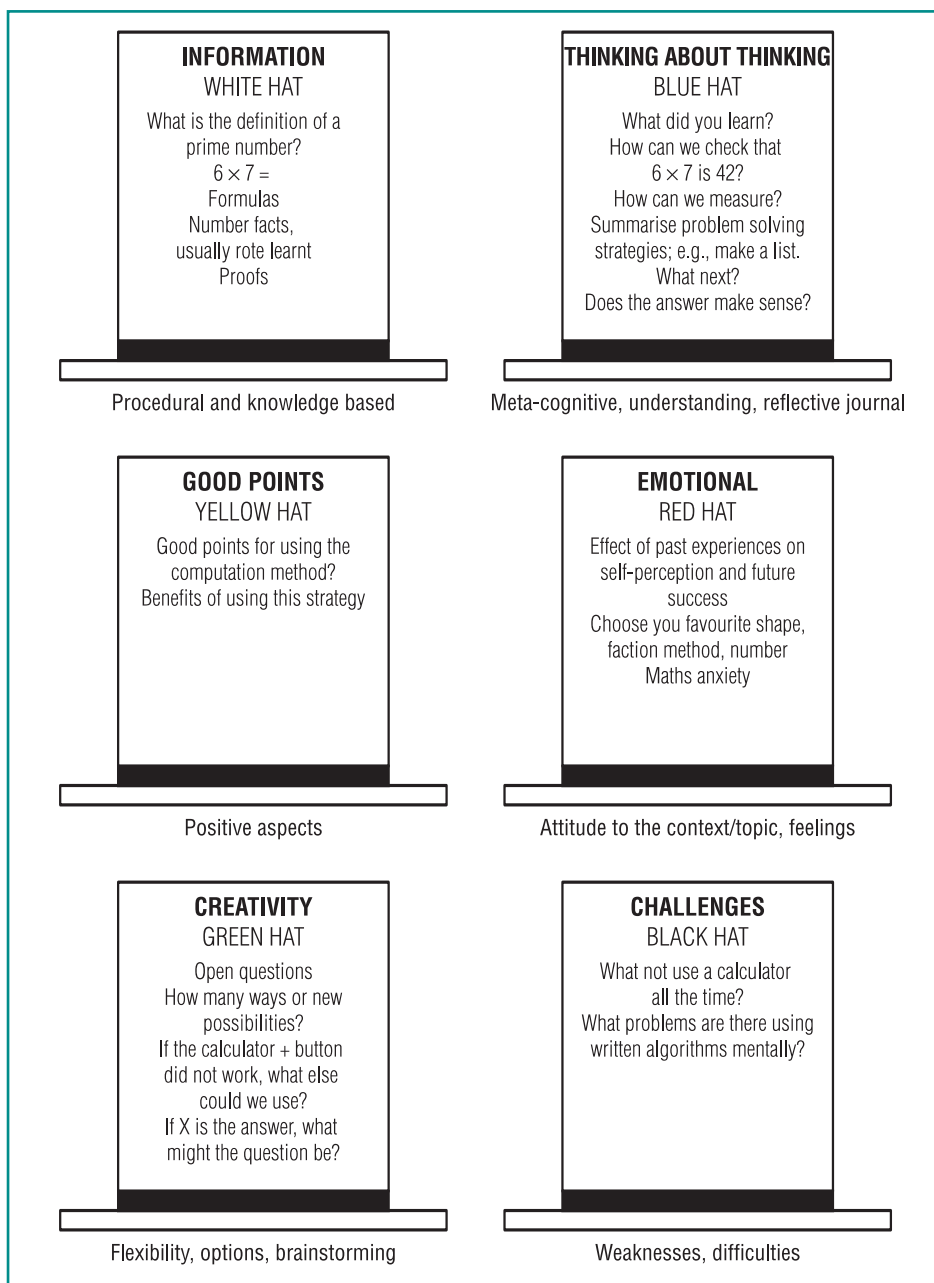 INFORMATION
WHITE HAT
What is the definition of a
prime number?
6 × 7 =
Formulas
Number facts,
usually rote learnt
Proofs
Procedural and knowledge based
THINKING ABOUT THINKING
BLUE HAT
What did you learn?
How can we check that
6 × 7 is 42?
How can we measure?
Summarise problem solving
strategies; e.g., make a list.
What next?
Does the answer make sense?
Meta-cognitive, understanding, reflective journal
GOOD POINTS
YELLOW HAT
Good points for using the
computation method?
Benefits of using this strategy
Positive aspects
EMOTIONAL
RED HAT
Effect of past experiences on
self-perception and future
success
Choose you favourite shape,
faction method, number
Maths anxiety
Attitude to the context/topic, feelings
CREATIVITY
GREEN HAT
Open questions
How many ways or new
possibilities?
If the calculator + button
did not work, what else
could we use?
If X is the answer, what
might the question be?
Flexibility, options, brainstorming
CHALLENGES
BLACK HAT
What not use a calculator
all the time?
What problems are there using
written algorithms mentally?
Weaknesses, difficulties